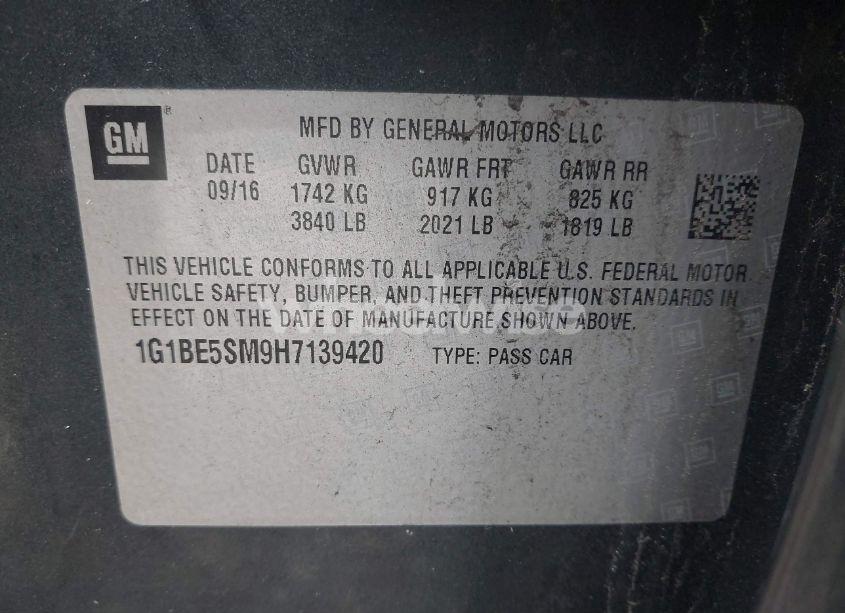 GM ®
MFD BY GENERAL MOTORS LLC
DATE GVWR GAWR FRT GAWR RR
09/16 1742 KG 917 KG 825 KG
3840 LB 2021 LB 1819 LB
THIS VEHICLE CONFORMS TO ALL APPLICABLE U.S. FEDERAL MOTOR
VEHICLE SAFETY, BUMPER, AND THEFT PREVENTION STANDARDS IN
EFFECT ON THE DATE OF MANUFACTURE SHOWN ABOVE.
1G1BE5SM9H7139420 TYPE: PASS CAR